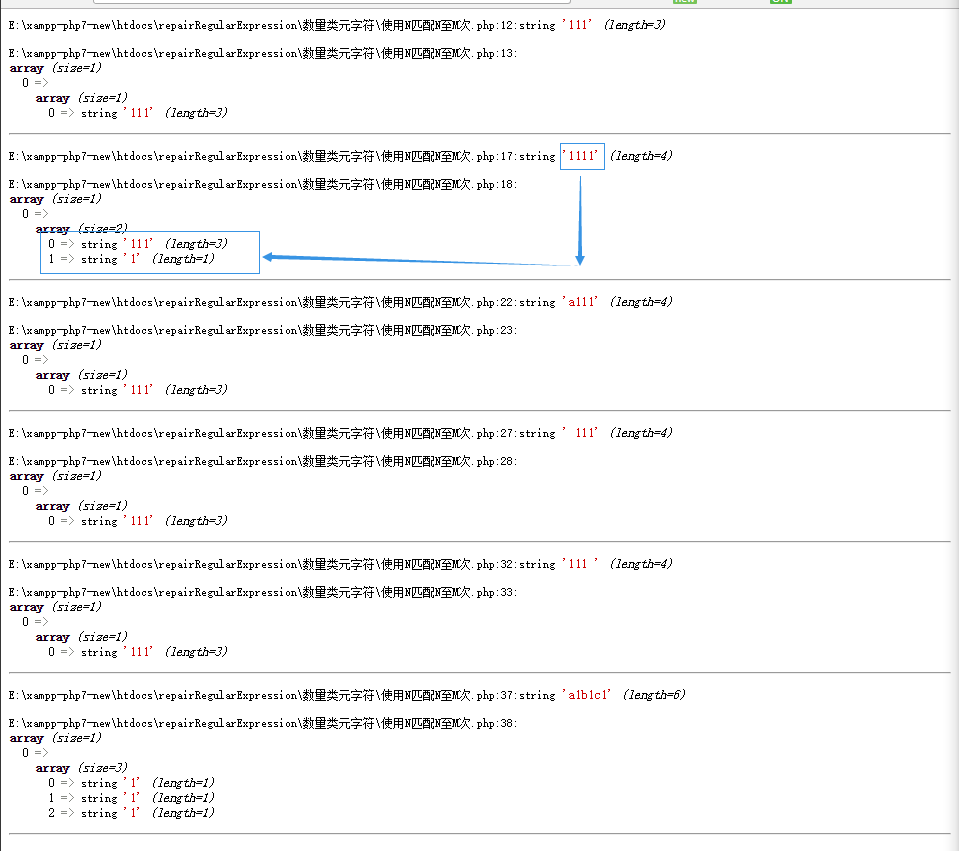 new
ON
E:\xampp-php7-new\htdocs\repairRegularExpression\数量类元字符\使用N匹配N至M次.php:12:string '111' (length=3)
E:\xampp-php7-new\htdocs\repairRegularExpression\数量类元字符\使用N匹配N至M次.php:13:
array (size=1)
0 =>
array (size=1)
0 => string '111' (length=3)
E:\xampp-php7-new\htdocs\repairRegularExpression\数量类元字符\使用N匹配N至M次.php:17:string '1111' (length=4)
E:\xampp-php7-new\htdocs\repairRegularExpression\数量类元字符\使用N匹配N至M次.php:18:
array (size=1)
0 =>
array (size=2)
0 => string '111' (length=3)
1 => string '1' (length=1)
E:\xampp-php7-new\htdocs\repairRegularExpression\数量类元字符\使用N匹配N至M次.php:22:string 'a111' (length=4)
E:\xampp-php7-new\htdocs\repairRegularExpression\数量类元字符\使用N匹配N至M次.php:23:
array (size=1)
0 =>
array (size=1)
0 => string '111' (length=3)
E:\xampp-php7-new\htdocs\repairRegularExpression\数量类元字符\使用N匹配N至M次.php:27:string ' 111' (length=4)
E:\xampp-php7-new\htdocs\repairRegularExpression\数量类元字符\使用N匹配N至M次.php:28:
array (size=1)
0 =>
array (size=1)
0 => string '111' (length=3)
E:\xampp-php7-new\htdocs\repairRegularExpression\数量类元字符\使用N匹配N至M次.php:32:string '111 ' (length=4)
E:\xampp-php7-new\htdocs\repairRegularExpression\数量类元字符\使用N匹配N至M次.php:33:
array (size=1)
0 =>
array (size=1)
0 => string '111' (length=3)
E:\xampp-php7-new\htdocs\repairRegularExpression\数量类元字符\使用N匹配N至M次.php:37:string 'a1b1c1' (length=6)
E:\xampp-php7-new\htdocs\repairRegularExpression\数量类元字符\使用N匹配N至M次.php:38:
array (size=1)
0 =>
array (size=3)
0 => string '1' (length=1)
1 => string '1' (length=1)
2 => string '1' (length=1)